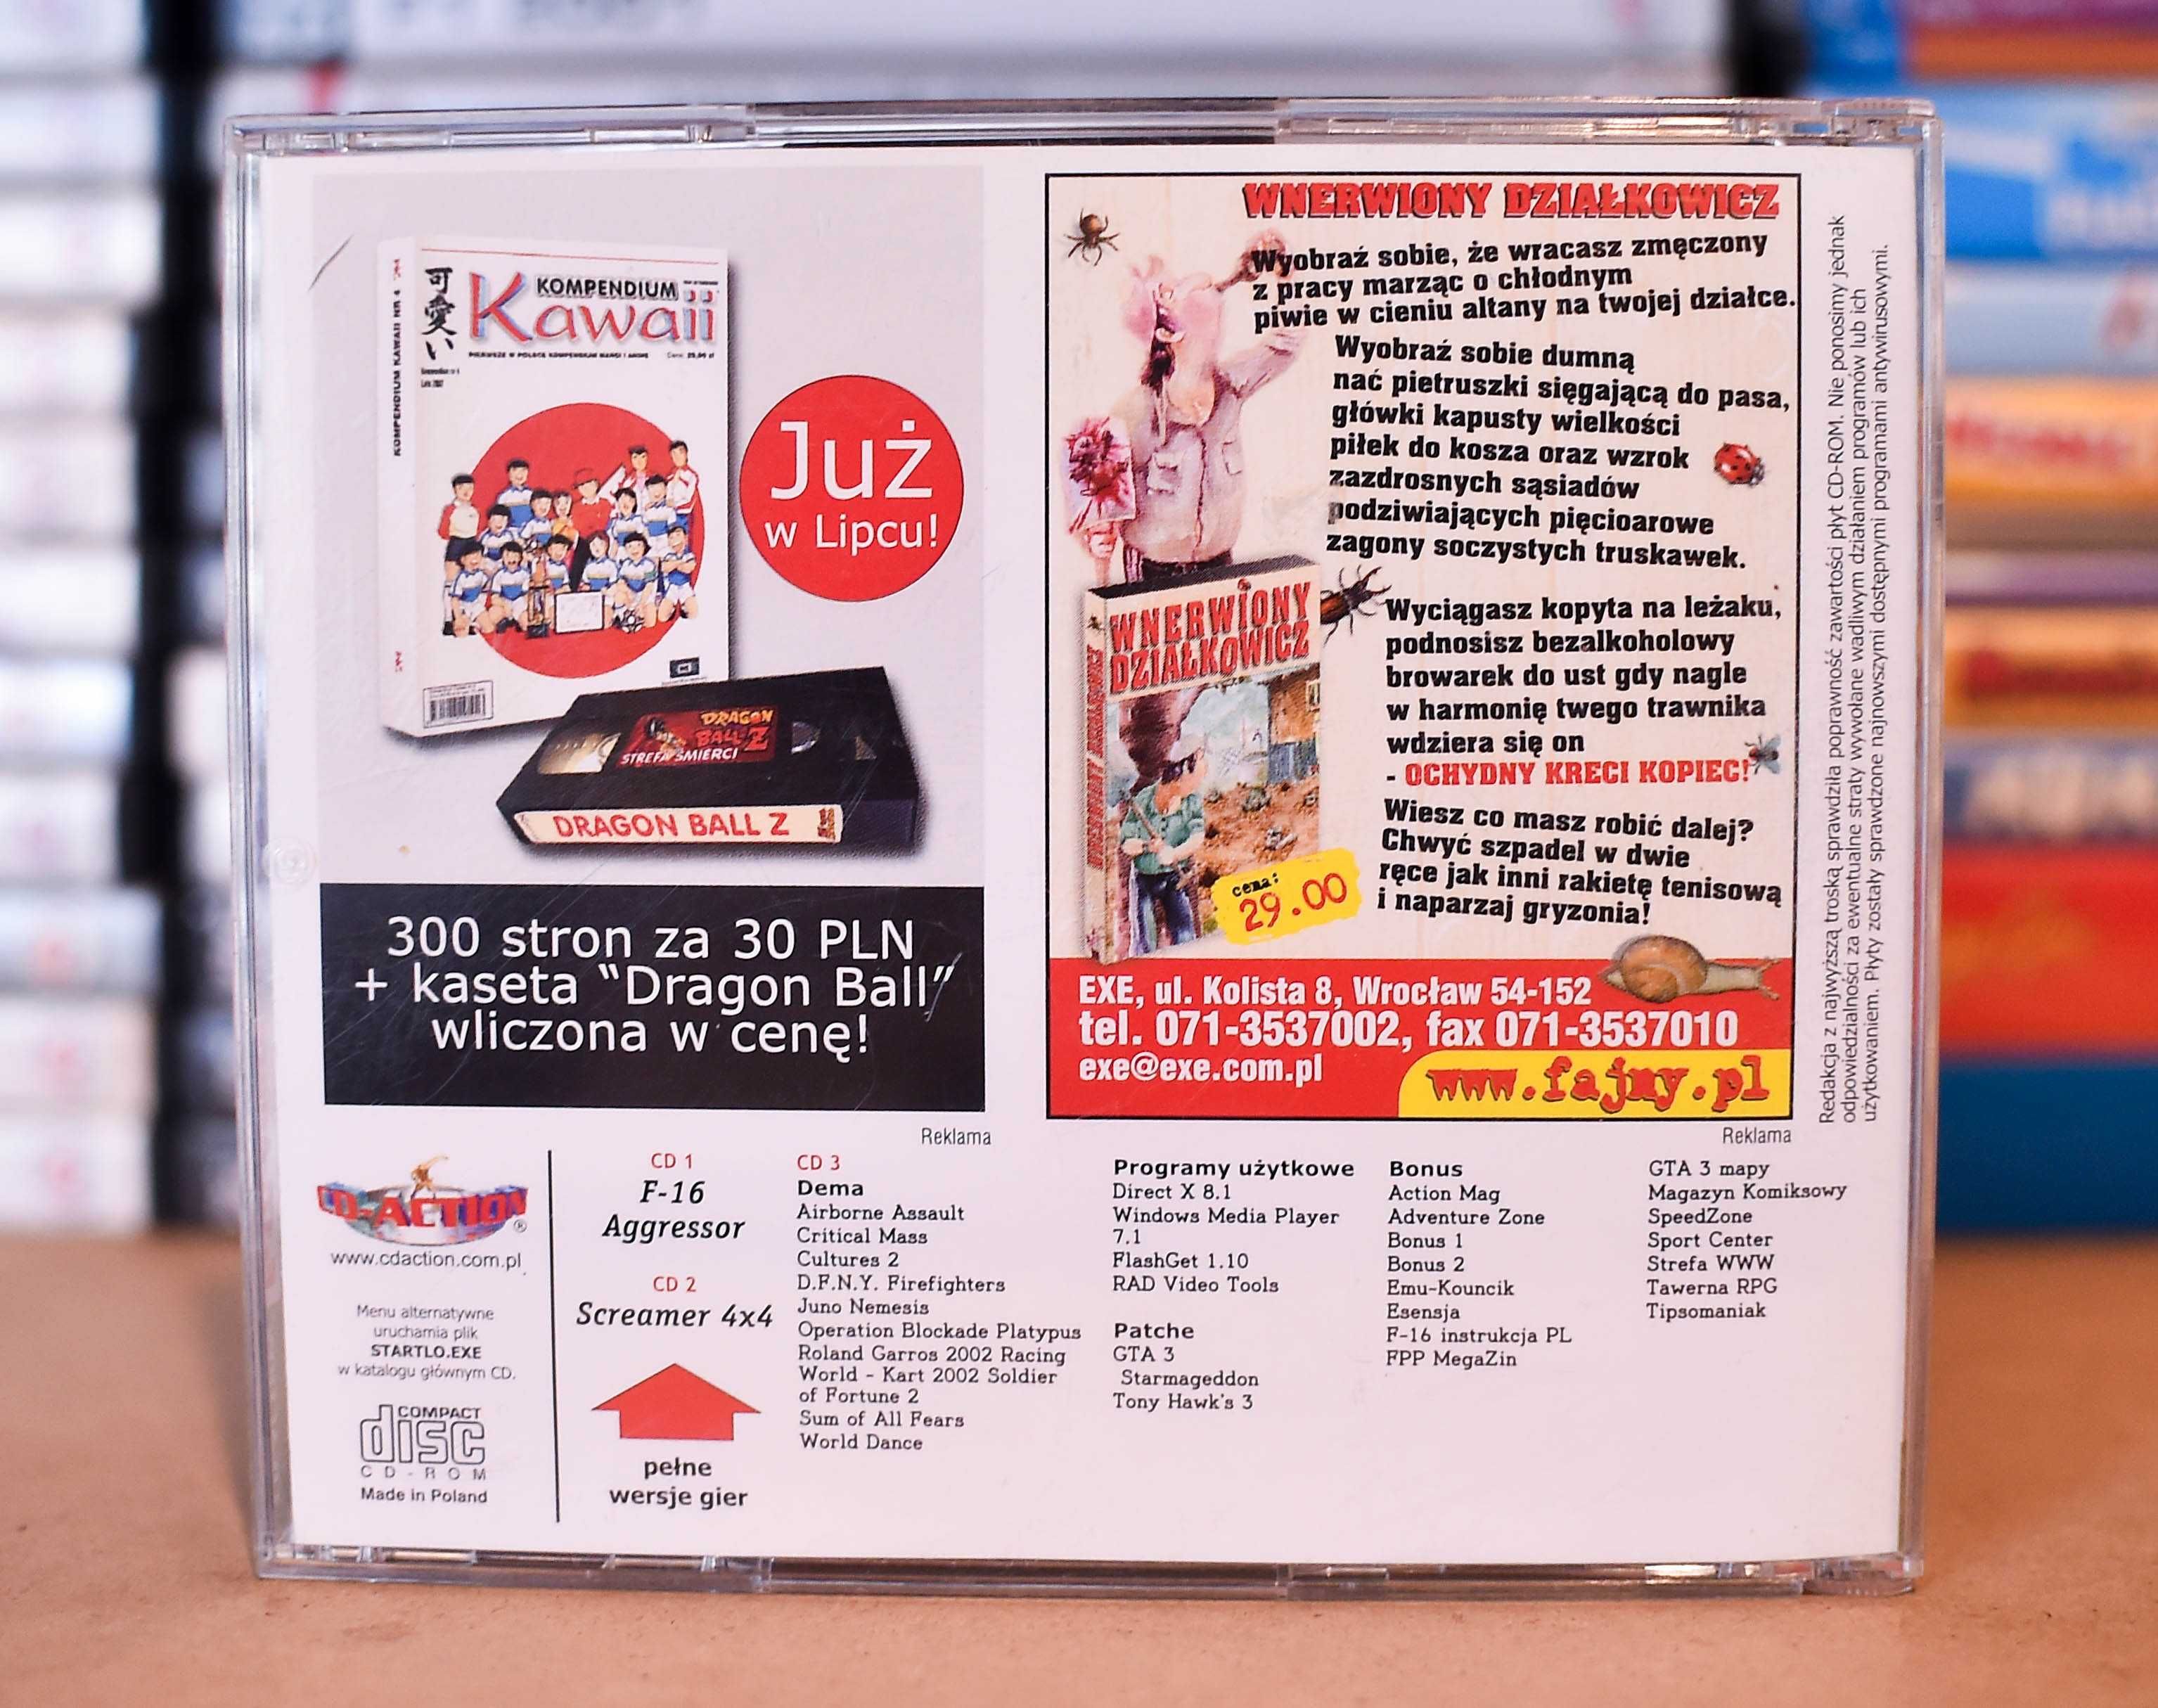 可愛い
KOMPENDIUM
Kawaii
PIERWSZE W POLSCE KOMPENDIUM MANGI I ANIME
KOMPENDIUM KAWAII NR 4
Już
w Lipcu!
DRAGON
BALL Z
STREFA ŚMIERCI
DRAGON BALL Z
300 stron za 30 PLN
+ kaseta “Dragon Ball”
wliczona w cenę!
Reklama
WNERWIONY DZIAŁKOWICZ
Wyobraź sobie, że wracasz zmęczony
z pracy marząc o chłodnym
piwie w cieniu altany na twojej działce.
Wyobraź sobie dumną
nać pietruszki sięgającą do pasa,
główki kapusty wielkości
piłek do kosza oraz wzrok
zazdrosnych sąsiadów
podziwiających pięcioarowe
zagony soczystych truskawek.
WNERWIONY
DZIAŁKOWICZ
Wyciągasz kopyta na leżaku,
podnosisz bezalkoholowy
browarek do ust gdy nagle
w harmonię twego trawnika
wdziera się on
- OCHYDNY KRECI KOPIEC!
Wiesz co masz robić dalej?
Chwyć szpadel w dwie
ręce jak inni rakietę tenisową
i naparzaj gryzonia!
cena:
29.00
EXE, ul. Kolista 8, Wrocław 54-152
tel. 071-3537002, fax 071-3537010
exe@exe.com.pl
www.fajny.pl
Reklama
Redakcja z najwyższą troską sprawdziła poprawność zawartości płyt CD-ROM. Nie ponosimy jednak
odpowiedzialności za ewentualne straty wywołane wadliwym działaniem programów lub ich
użytkowaniem. Płyty zostały sprawdzone najnowszymi dostępnymi programami antywirusowymi.
CD-ACTION®
www.cdaction.com.pl
Menu alternatywne
uruchamia plik
STARTLO.EXE
w katalogu głównym CD.
COMPACT
disc
CD-ROM
Made in Poland
CD 1
F-16
Aggressor
CD 2
Screamer 4x4
pełne
wersje gier
CD 3
Dema
Airborne Assault
Critical Mass
Cultures 2
D.F.N.Y. Firefighters
Juno Nemesis
Operation Blockade Platypus
Roland Garros 2002 Racing
World - Kart 2002 Soldier
of Fortune 2
Sum of All Fears
World Dance
Programy użytkowe
Direct X 8.1
Windows Media Player
7.1
FlashGet 1.10
RAD Video Tools
Patche
GTA 3
Starmageddon
Tony Hawk's 3
Bonus
Action Mag
Adventure Zone
Bonus 1
Bonus 2
Emu-Kouncik
Esensja
F-16 instrukcja PL
FPP MegaZin
GTA 3 mapy
Magazyn Komiksowy
SpeedZone
Sport Center
Strefa WWW
Tawerna RPG
Tipsomaniak